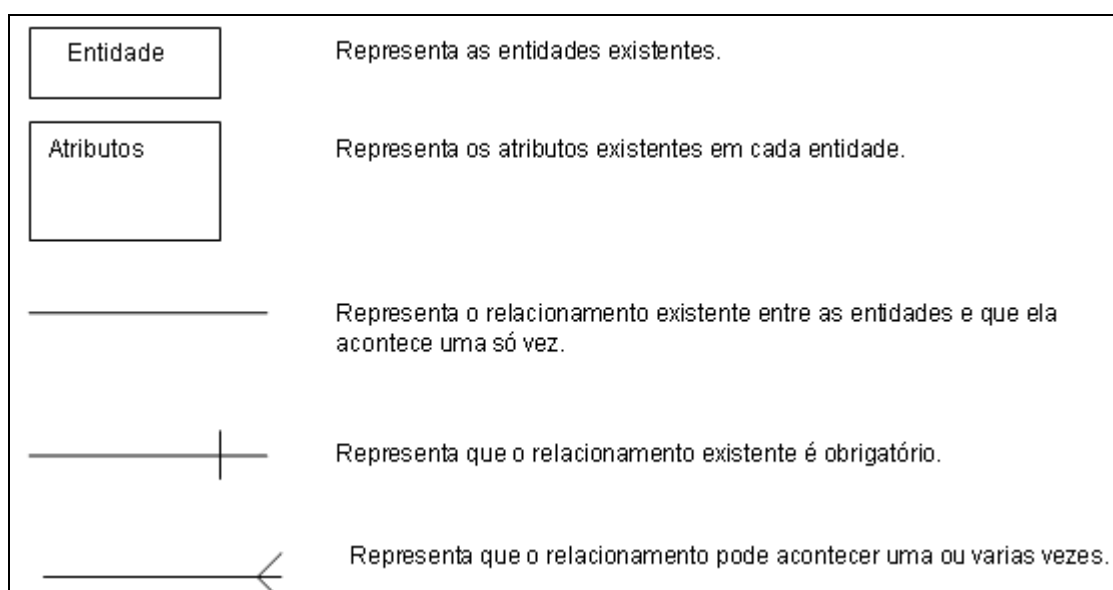 Entidade
Representa as entidades existentes.
Atributos
Representa os atributos existentes em cada entidade.
Representa o relacionamento existente entre as entidades e que ela
acontece uma só vez.
Representa que o relacionamento existente é obrigatório.
Representa que o relacionamento pode acontecer uma ou varias vezes.